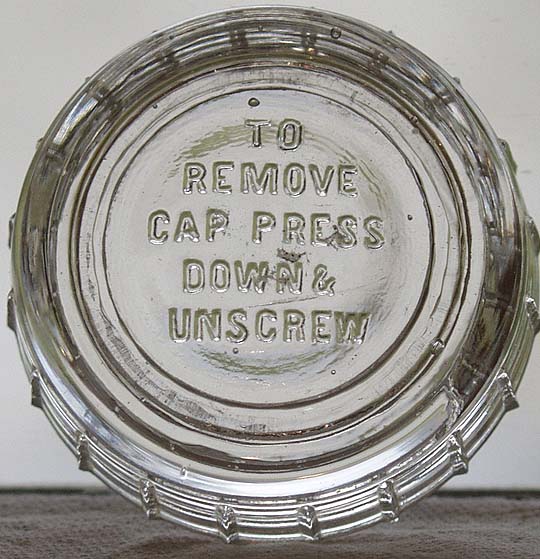 TO
REMOVE
CAP PRESS
DOWN &
UNSCREW